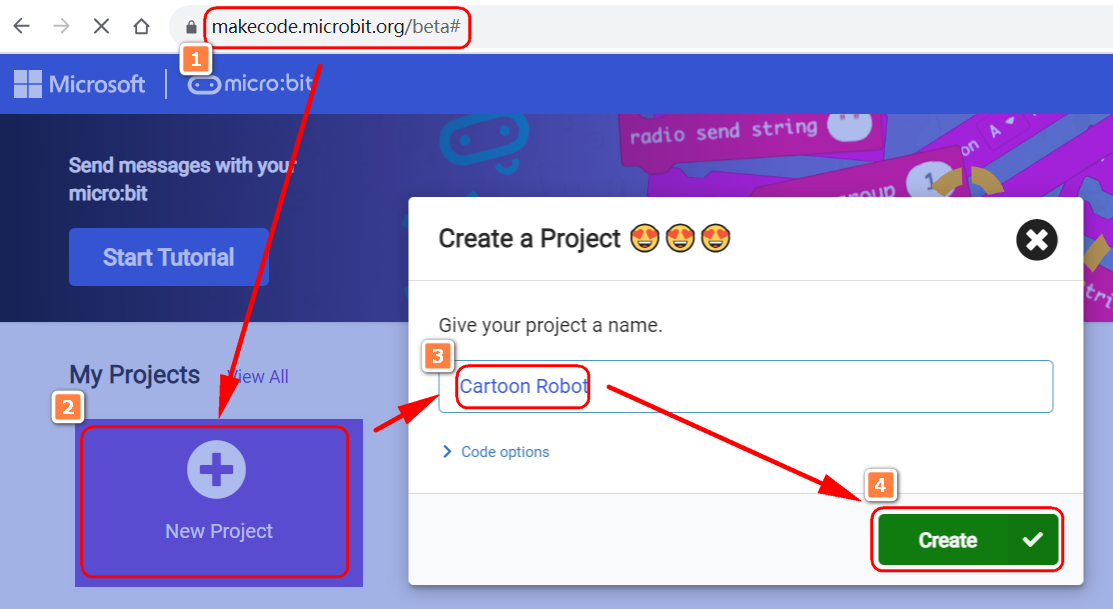 makecode.microbit.org/beta#
1
Microsoft
micro:bit
radio send string
on A
group 1
Send messages with your
micro:bit
Start Tutorial
Create a Project
Give your project a name.
3
My Projects View All
Cartoon Robot
2
Code options
4
New Project
Create